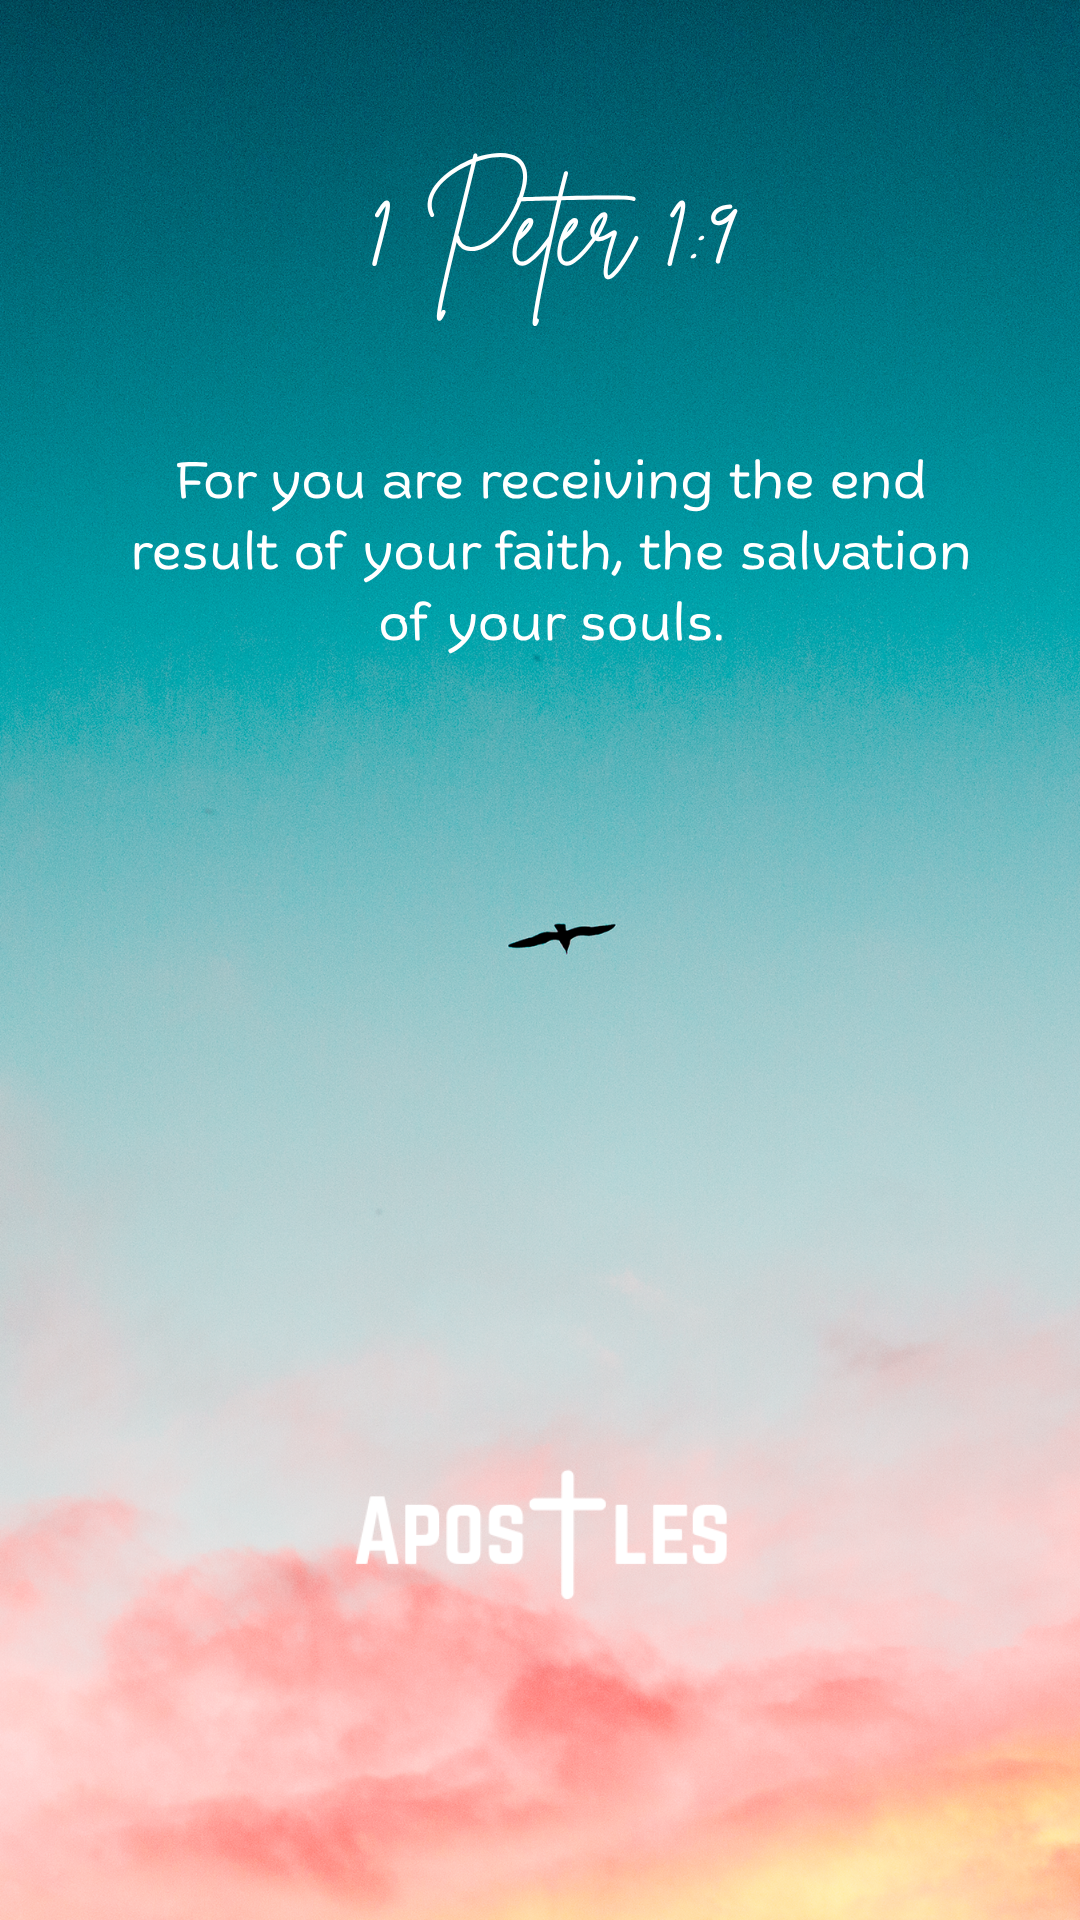 1 Peter 1:9
For you are receiving the end
result of your faith, the salvation
of your souls.
APOSTLES